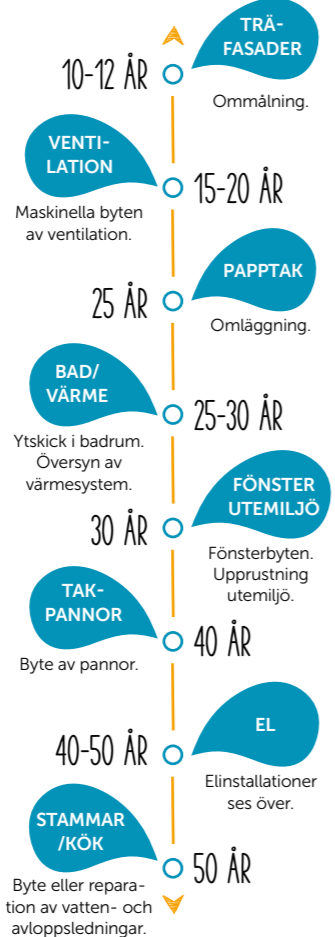 TRÄ-
FASADER
10-12 ÅR
Ommålning.
VENTI-
LATION
15-20 ÅR
Maskinella byten
av ventilation.
PAPPTAK
25 ÅR
Omläggning.
BAD/
VÄRME
25-30 ÅR
Ytskick i badrum.
Översyn av
värmesystem.
FÖNSTER
UTEMILJÖ
30 ÅR
Fönsterbyten.
Upprustning
utemiljö.
TAK-
PANNOR
40 ÅR
Byte av pannor.
EL
40-50 ÅR
Elinstallationer
ses över.
STAMMAR
/KÖK
50 ÅR
Byte eller repara-
tion av vatten- och
avloppsledningar.